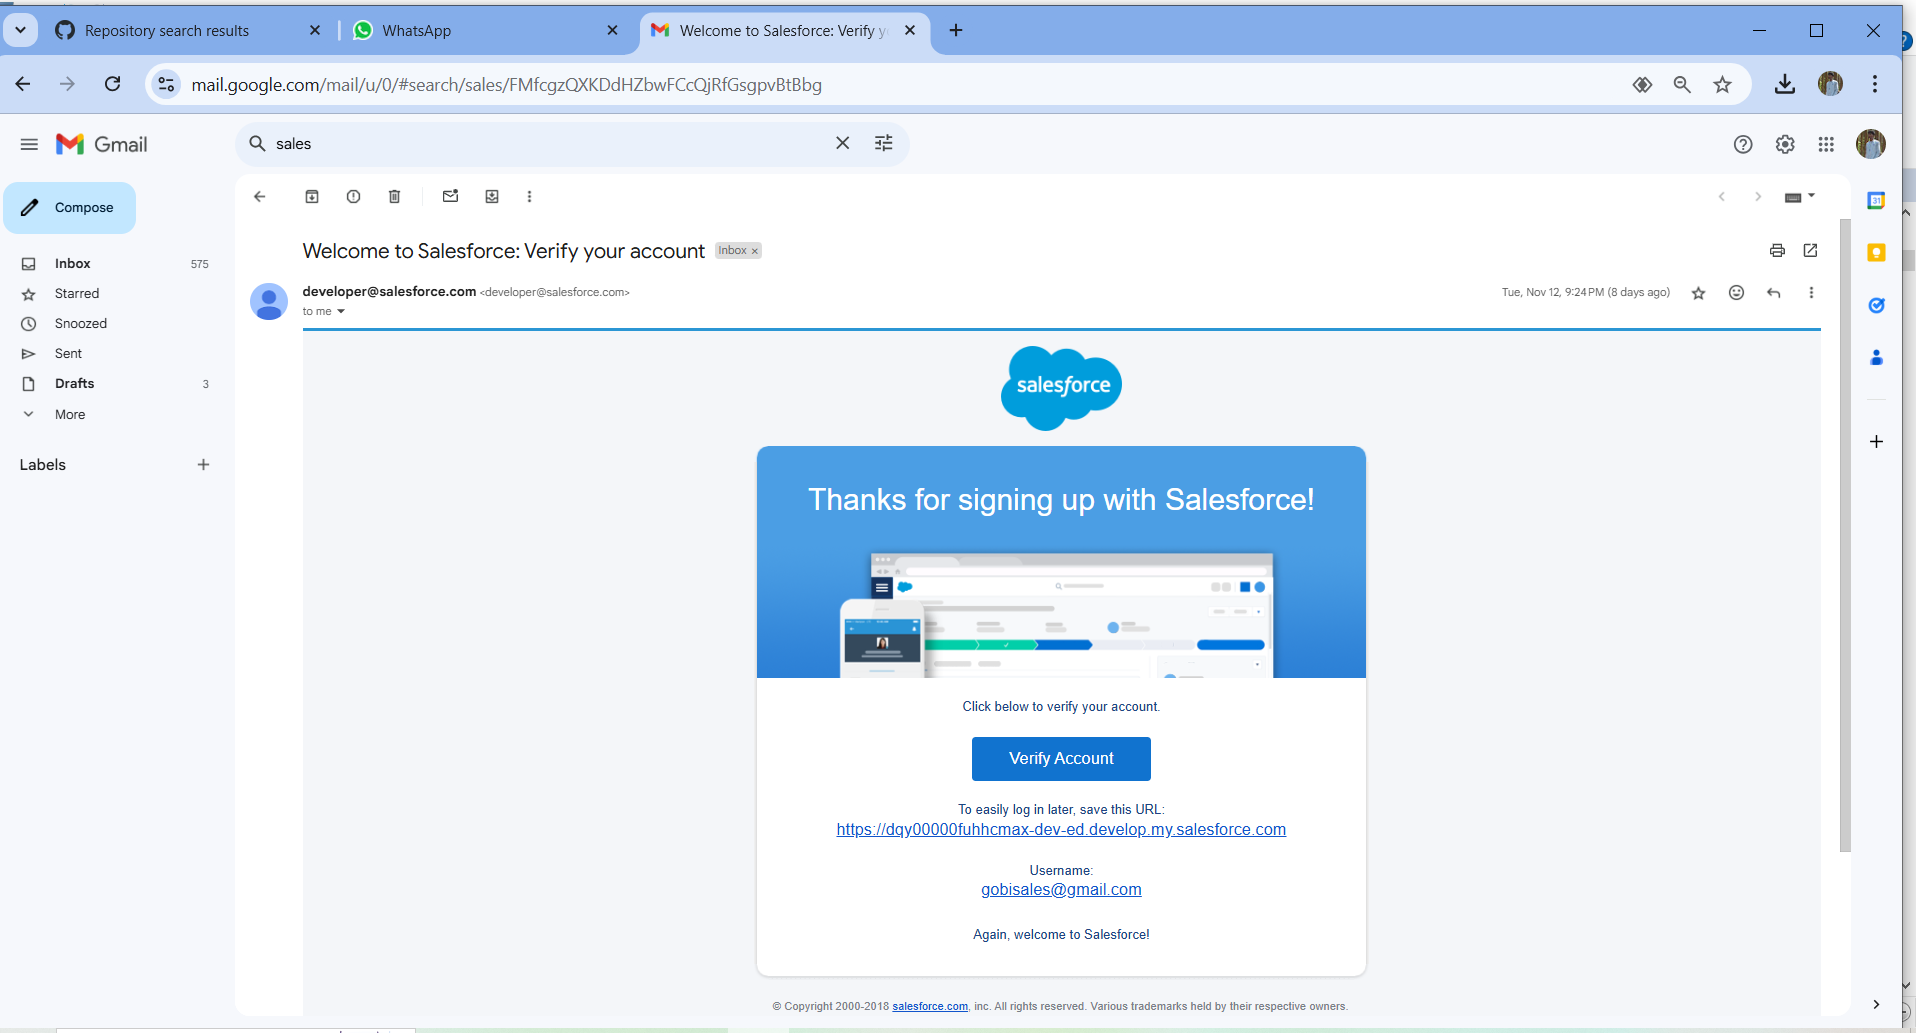 Repository search results
WhatsApp
Welcome to Salesforce: Verify y
mail.google.com/mail/u/0/#search/sales/FMfcgzQXKDdHZbwFCcQjRfGsgpvBtBbg
Gmail
sales
Compose
Inbox 575
Starred
Snoozed
Sent
Drafts 3
More
Labels
Welcome to Salesforce: Verify your account Inbox ×
developer@salesforce.com <developer@salesforce.com>
Tue, Nov 12, 9:24 PM (8 days ago)
to me
salesforce
Thanks for signing up with Salesforce!
Click below to verify your account.
Verify Account
To easily log in later, save this URL:
https://dqy00000fuhhcmax-dev-ed.develop.my.salesforce.com
Username:
gobisales@gmail.com
Again, welcome to Salesforce!
© Copyright 2000-2018 salesforce.com, inc. All rights reserved. Various trademarks held by their respective owners.
31